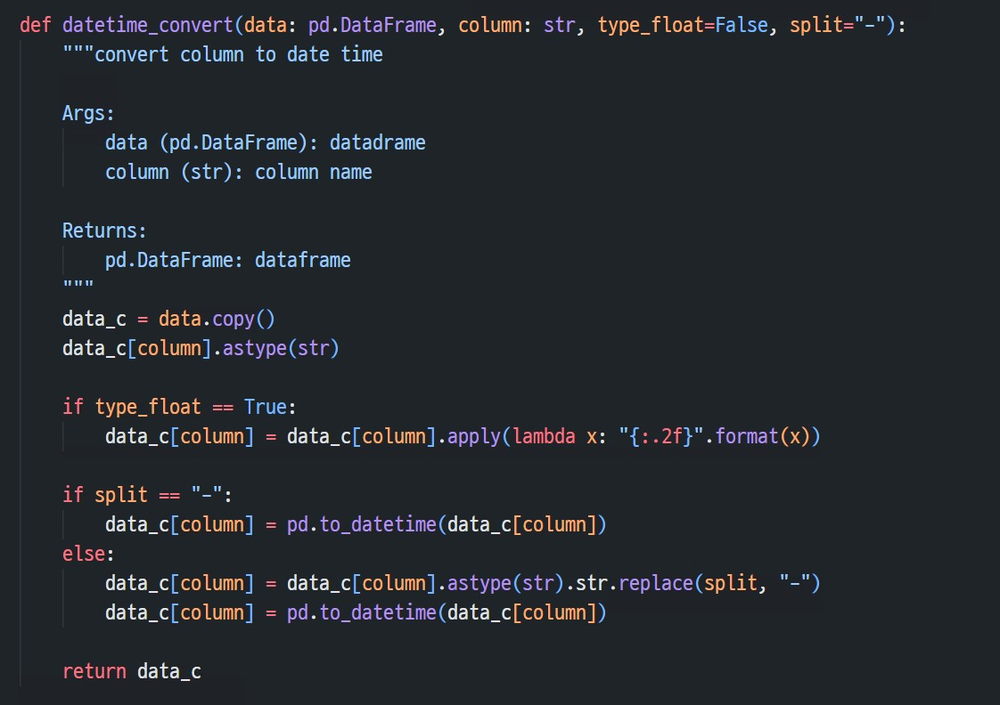 def datetime_convert(data: pd.DataFrame, column: str, type_float=False, split="-"):
    """convert column to date time

    Args:
        data (pd.DataFrame): datadrame
        column (str): column name

    Returns:
        pd.DataFrame: dataframe
    """
    data_c = data.copy()
    data_c[column].astype(str)

    if type_float == True:
        data_c[column] = data_c[column].apply(lambda x: "{:.2f}".format(x))

    if split == "-":
        data_c[column] = pd.to_datetime(data_c[column])
    else:
        data_c[column] = data_c[column].astype(str).str.replace(split, "-")
        data_c[column] = pd.to_datetime(data_c[column])

    return data_c